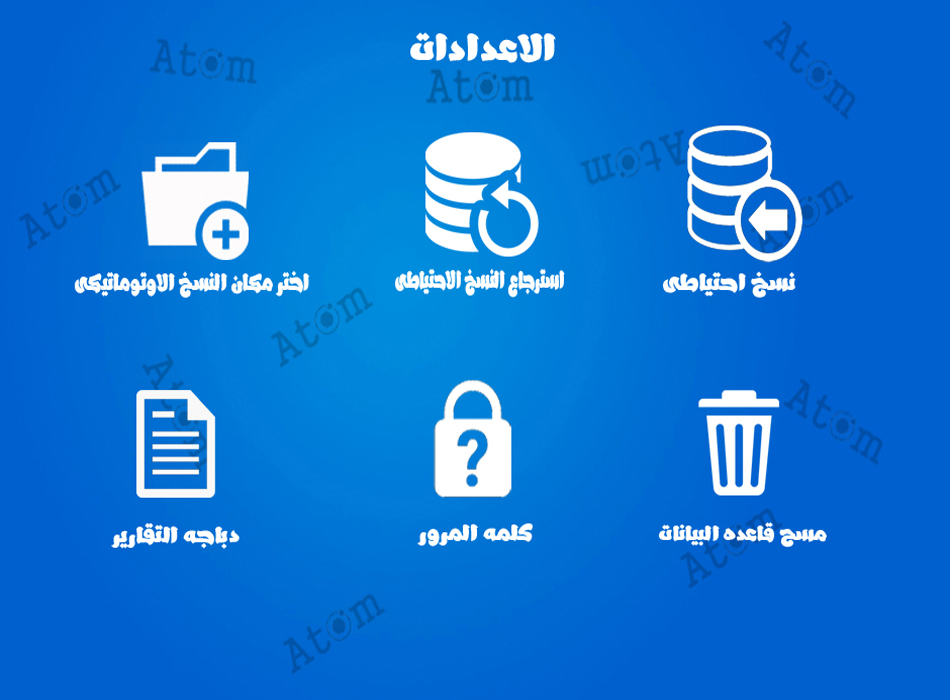 الاعدادات
Atom
Atom
Atom
Atom
Atom
Atom
Atom
نسخ احتياطى
استرجاع النسخ الاحتياطى
اختر مكان النسخ الاوتوماتيكى
Atom
Atom
Atom
مسح قاعده البيانات
كلمه المرور
دباجه التقارير
Atom
Atom